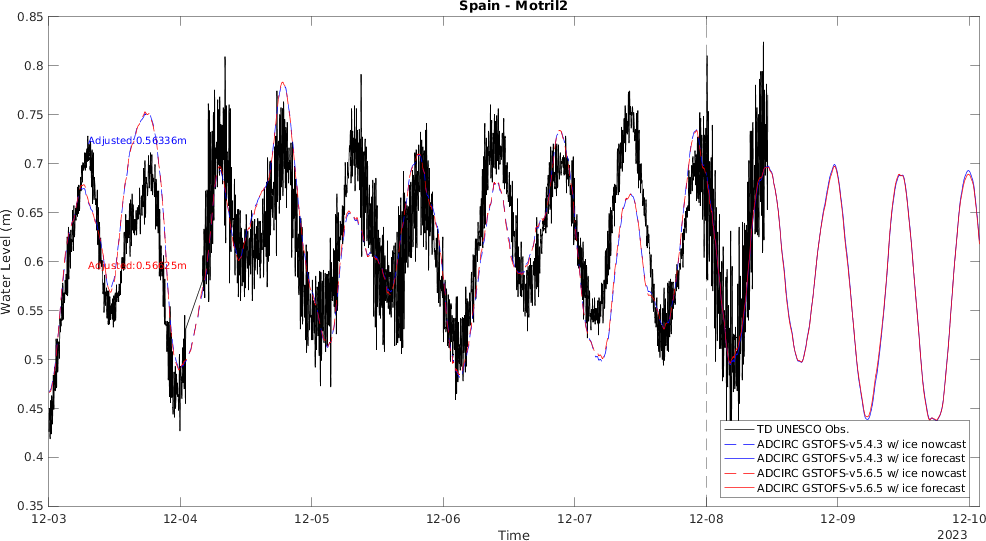 Spain - Motril2
0.85
0.8
0.75
0.7
0.65
0.6
0.55
0.5
0.45
0.4
0.35
Water Level (m)
Adjusted:0.56336m
TD UNESCO Obs.
ADCIRC GSTOFS-v5.4.3 w/ ice nowcast
ADCIRC GSTOFS-v5.4.3 w/ ice forecast
ADCIRC GSTOFS-v5.6.5 w/ ice nowcast
ADCIRC GSTOFS-v5.6.5 w/ ice forecast
12-03
12-04
12-05
12-06
12-07
12-08
12-09
12-10
Time
2023